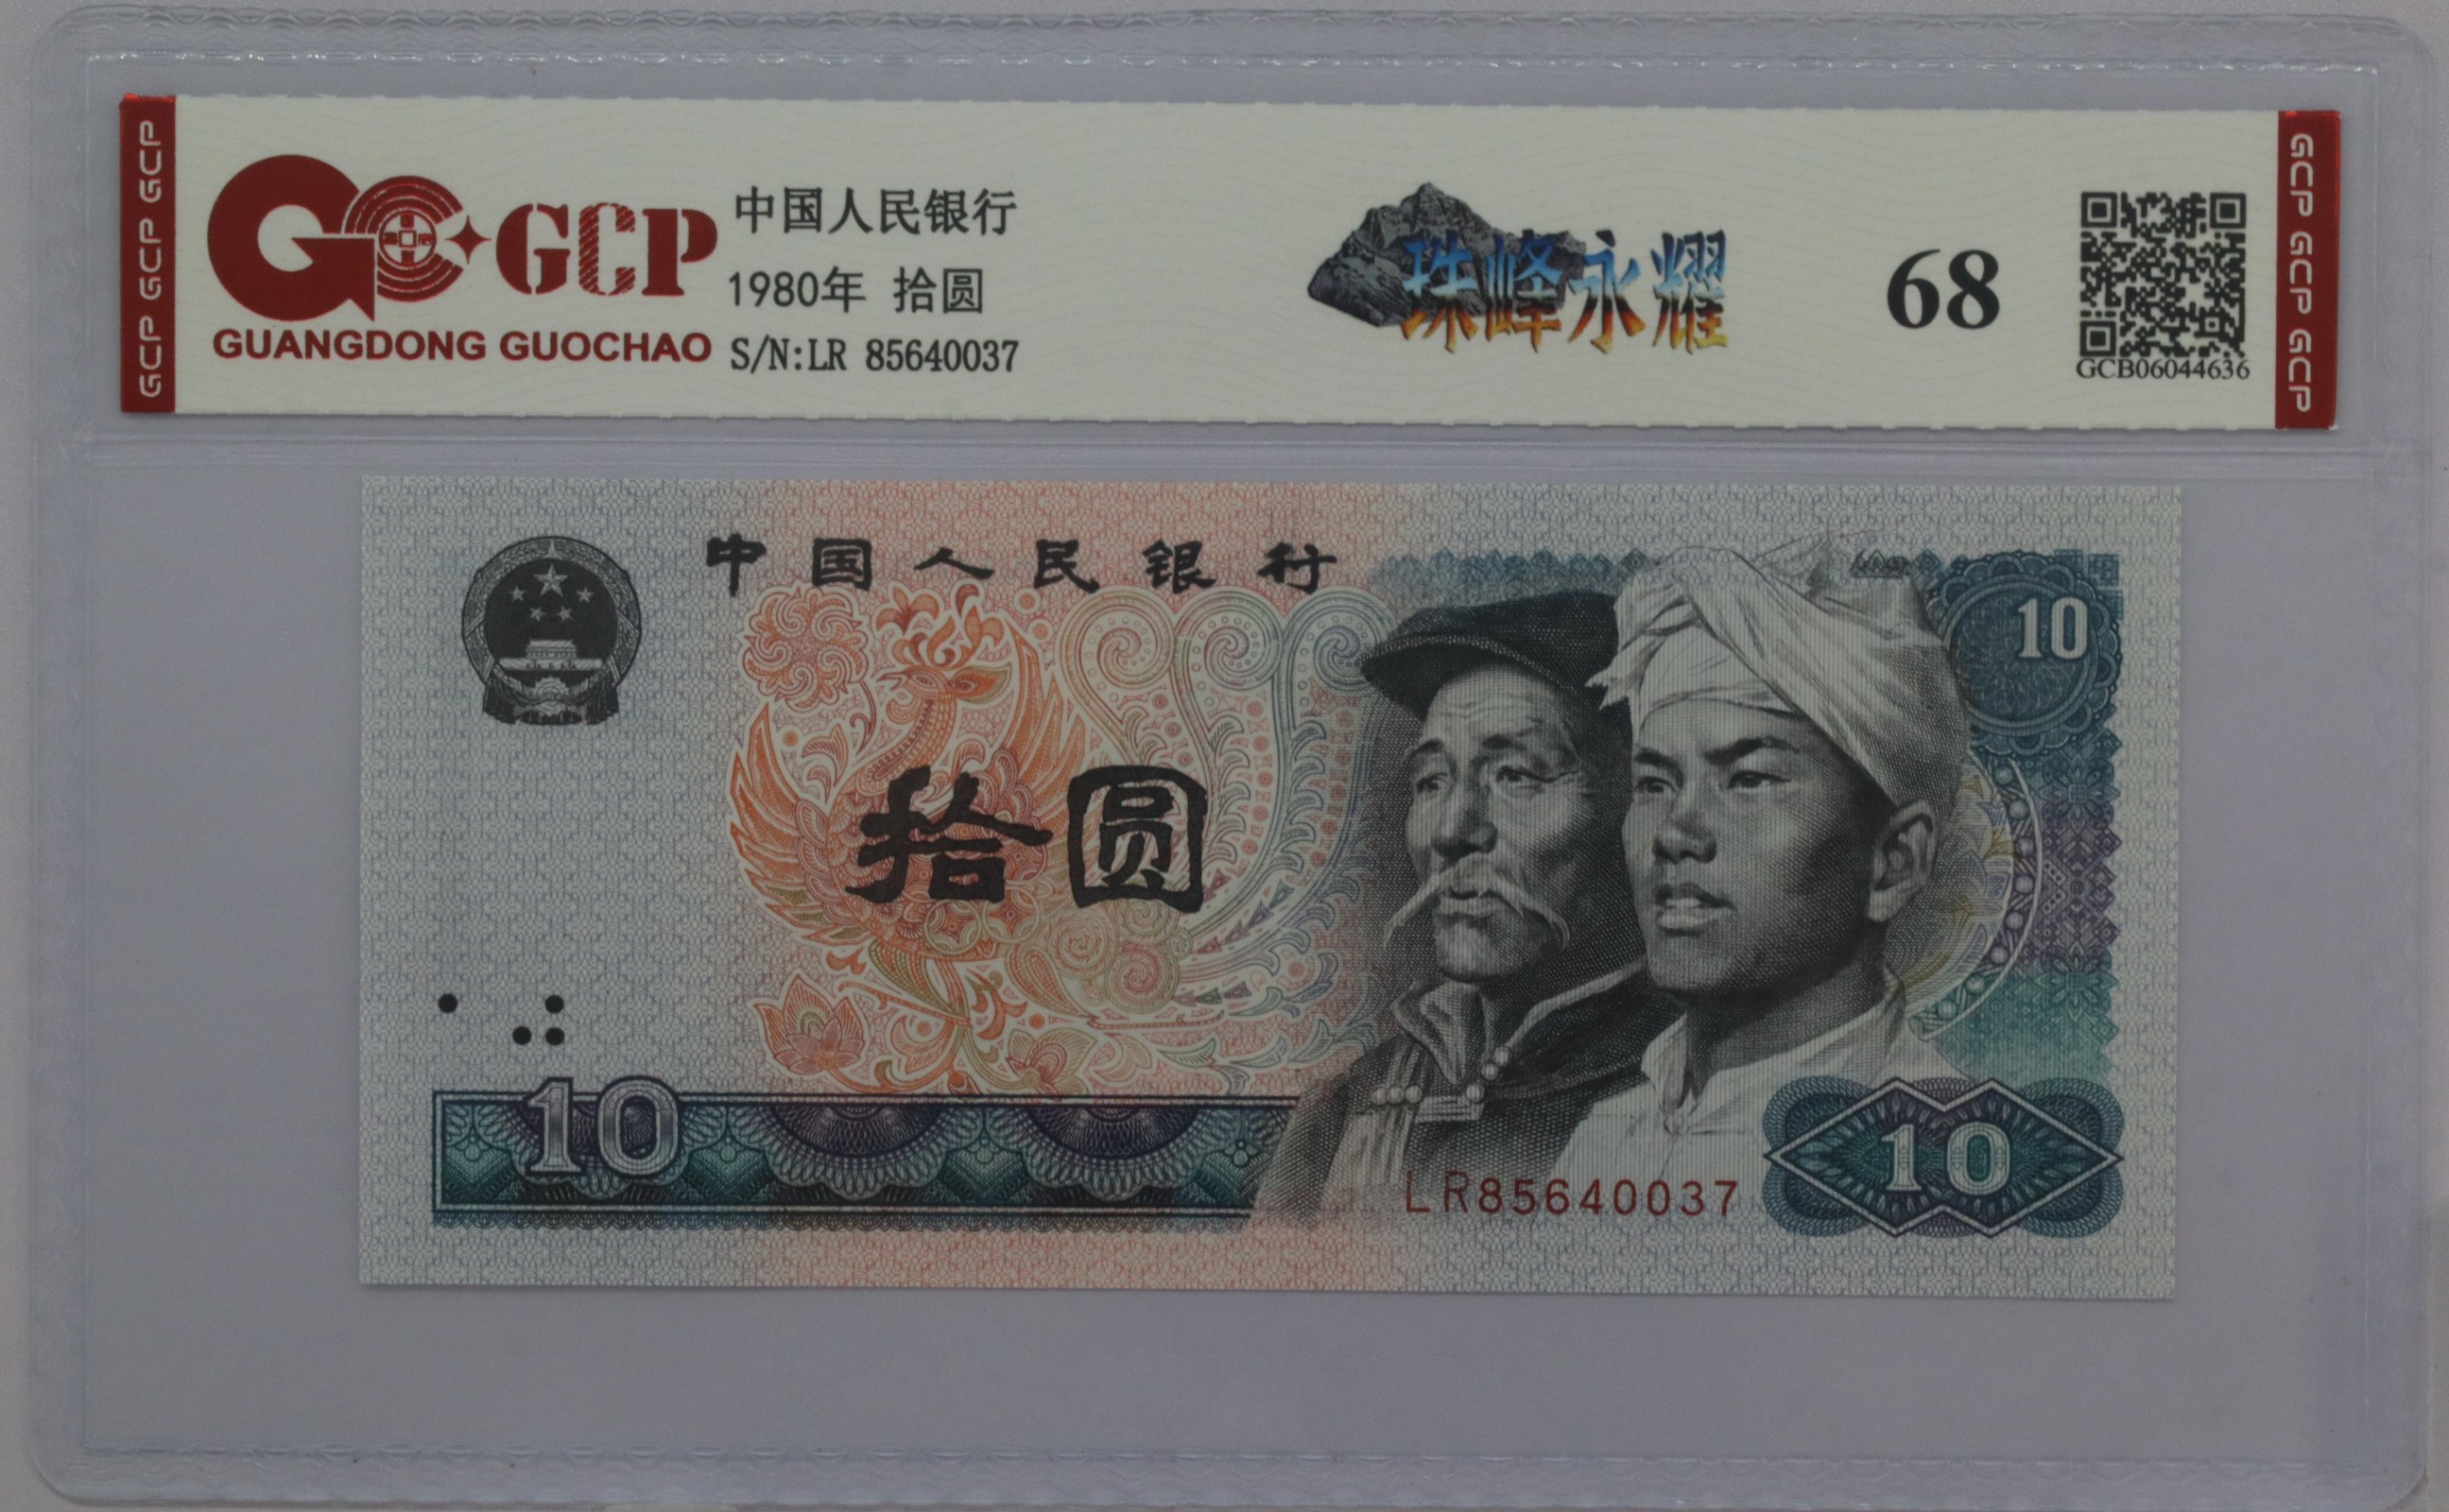 GCP GCP GCP
GCP
GUANGDONG GUOCHAO
中国人民银行
1980年 拾圆
S/N:LR 85640037
珠峰永耀
68
GCB06044636
GCP GCP GCP
中国人民银行
10
拾圆
10
LR85640037
10